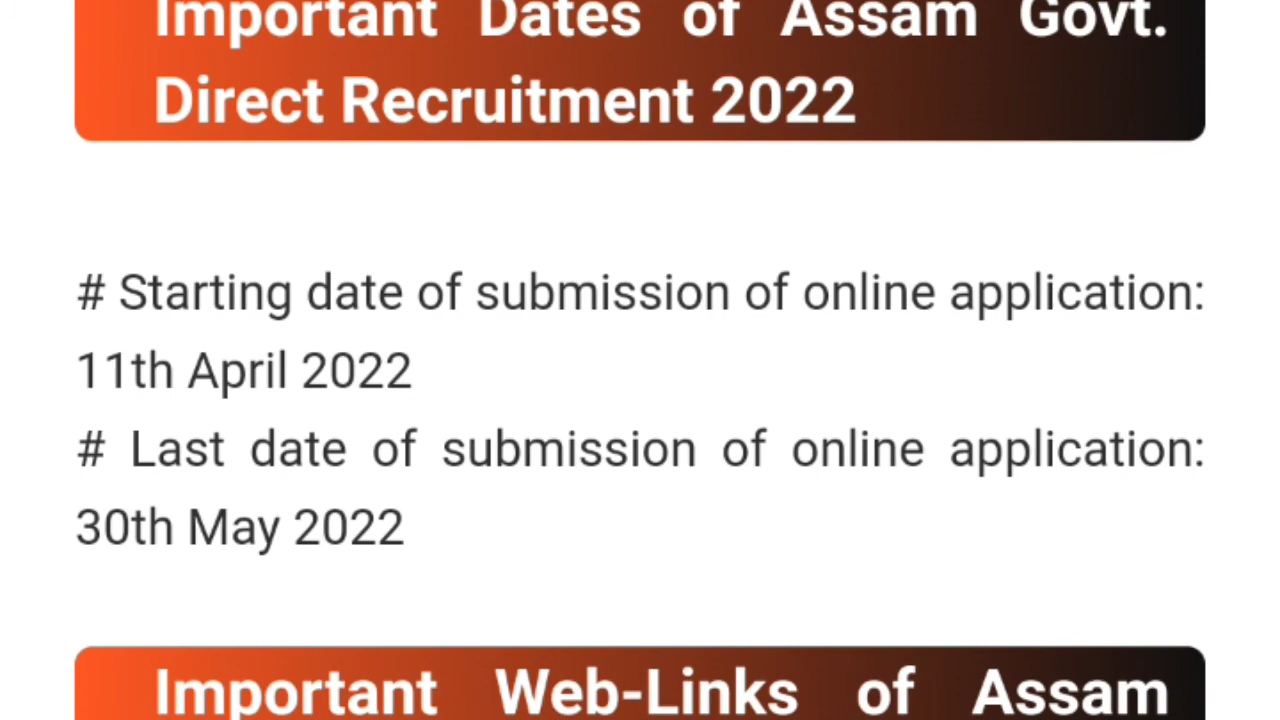 Important Dates of Assam Govt.
Direct Recruitment 2022
# Starting date of submission of online application:
11th April 2022
# Last date of submission of online application:
30th May 2022
Important Web-Links of Assam